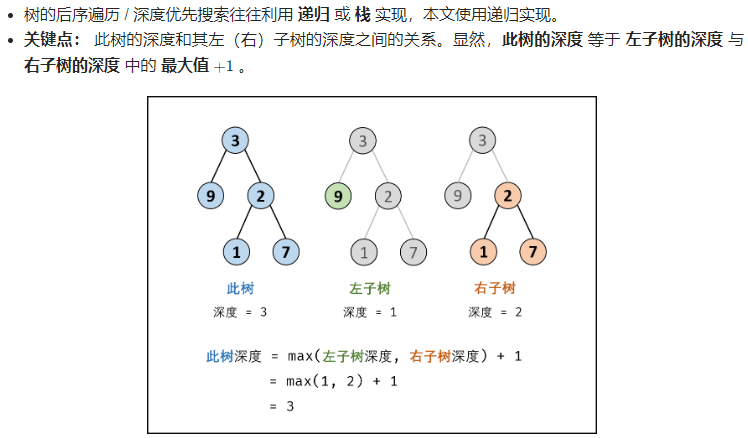 树的后序遍历 / 深度优先搜索往往利用 递归 或 栈 实现，本文使用递归实现。
关键点： 此树的深度和其左（右）子树的深度之间的关系。显然，此树的深度 等于 左子树的深度 与
右子树的深度 中的 最大值 +1 。
3 3 3
9 2 9 2 9 2
1 7 1 7 1 7
此树 左子树 右子树
深度 = 3 深度 = 1 深度 = 2
此树深度 = max(左子树深度, 右子树深度) + 1
= max(1, 2) + 1
= 3